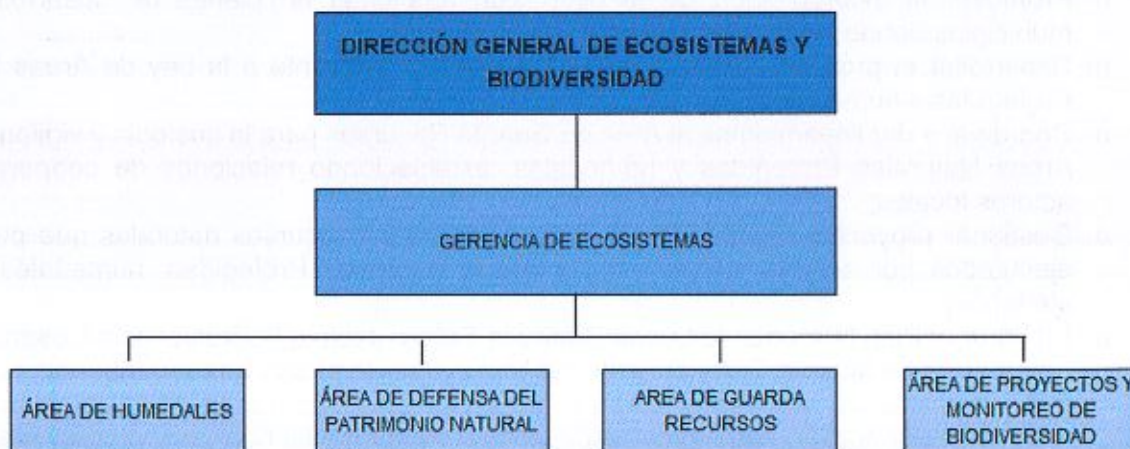 DIRECCIÓN GENERAL DE ECOSISTEMAS Y
BIODIVERSIDAD
GERENCIA DE ECOSISTEMAS
ÁREA DE HUMEDALES
ÁREA DE DEFENSA DEL
PATRIMONIO NATURAL
AREA DE GUARDA
RECURSOS
ÁREA DE PROYECTOS Y
MONITOREO DE
BIODIVERSIDAD